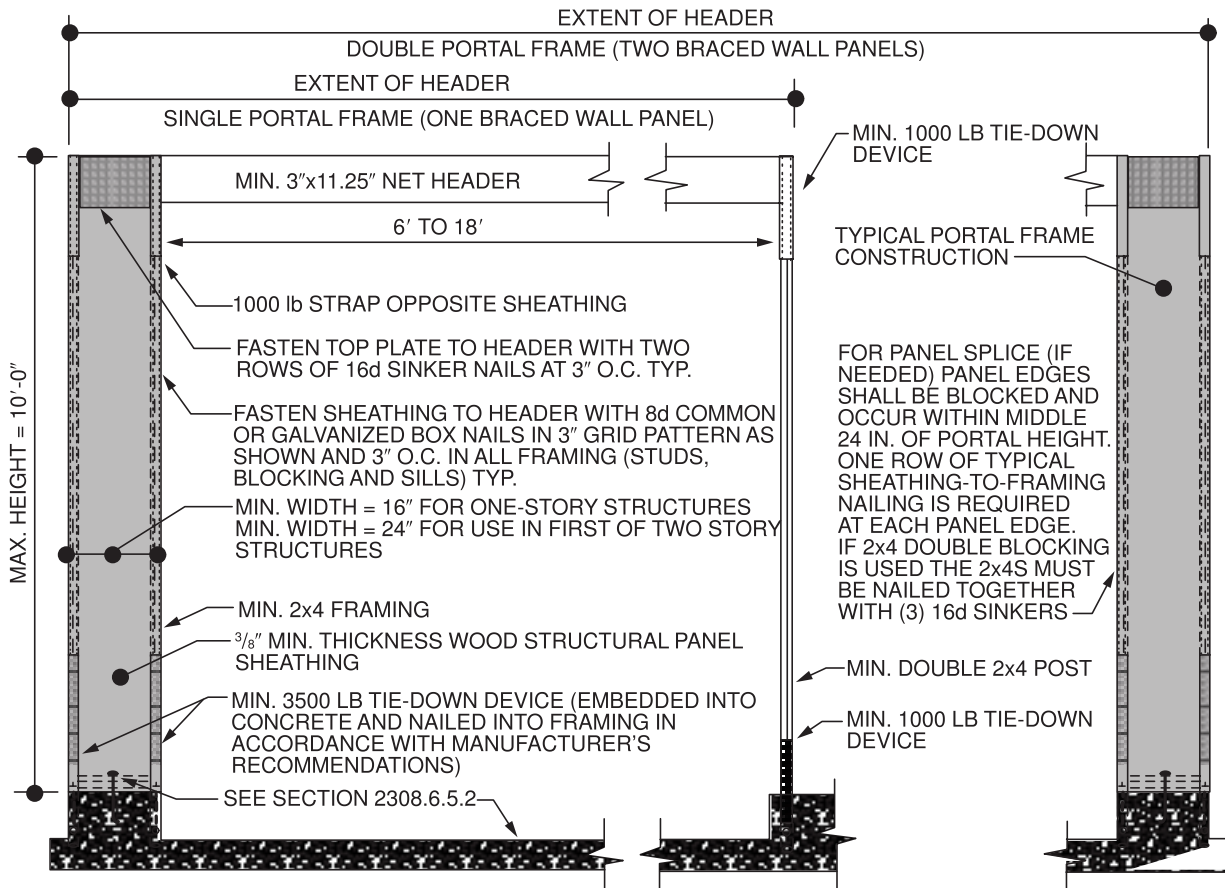 EXTENT OF HEADER
DOUBLE PORTAL FRAME (TWO BRACED WALL PANELS)
EXTENT OF HEADER
SINGLE PORTAL FRAME (ONE BRACED WALL PANEL)
MIN. 1000 LB TIE-DOWN
DEVICE
MIN. 3″x11.25″ NET HEADER
6′ TO 18′
TYPICAL PORTAL FRAME
CONSTRUCTION
1000 lb STRAP OPPOSITE SHEATHING
FASTEN TOP PLATE TO HEADER WITH TWO
ROWS OF 16d SINKER NAILS AT 3″ O.C. TYP.
FASTEN SHEATHING TO HEADER WITH 8d COMMON
OR GALVANIZED BOX NAILS IN 3″ GRID PATTERN AS
SHOWN AND 3″ O.C. IN ALL FRAMING (STUDS,
BLOCKING AND SILLS) TYP.
MIN. WIDTH = 16″ FOR ONE-STORY STRUCTURES
MIN. WIDTH = 24″ FOR USE IN FIRST OF TWO STORY
STRUCTURES
MAX. HEIGHT = 10′-0″
FOR PANEL SPLICE (IF
NEEDED) PANEL EDGES
SHALL BE BLOCKED AND
OCCUR WITHIN MIDDLE
24 IN. OF PORTAL HEIGHT.
ONE ROW OF TYPICAL
SHEATHING-TO-FRAMING
NAILING IS REQUIRED
AT EACH PANEL EDGE.
IF 2x4 DOUBLE BLOCKING
IS USED THE 2x4S MUST
BE NAILED TOGETHER
WITH (3) 16d SINKERS
MIN. 2x4 FRAMING
3/8″ MIN. THICKNESS WOOD STRUCTURAL PANEL
SHEATHING
MIN. DOUBLE 2x4 POST
MIN. 3500 LB TIE-DOWN DEVICE (EMBEDDED INTO
CONCRETE AND NAILED INTO FRAMING IN
ACCORDANCE WITH MANUFACTURER'S
RECOMMENDATIONS)
MIN. 1000 LB TIE-DOWN
DEVICE
SEE SECTION 2308.6.5.2